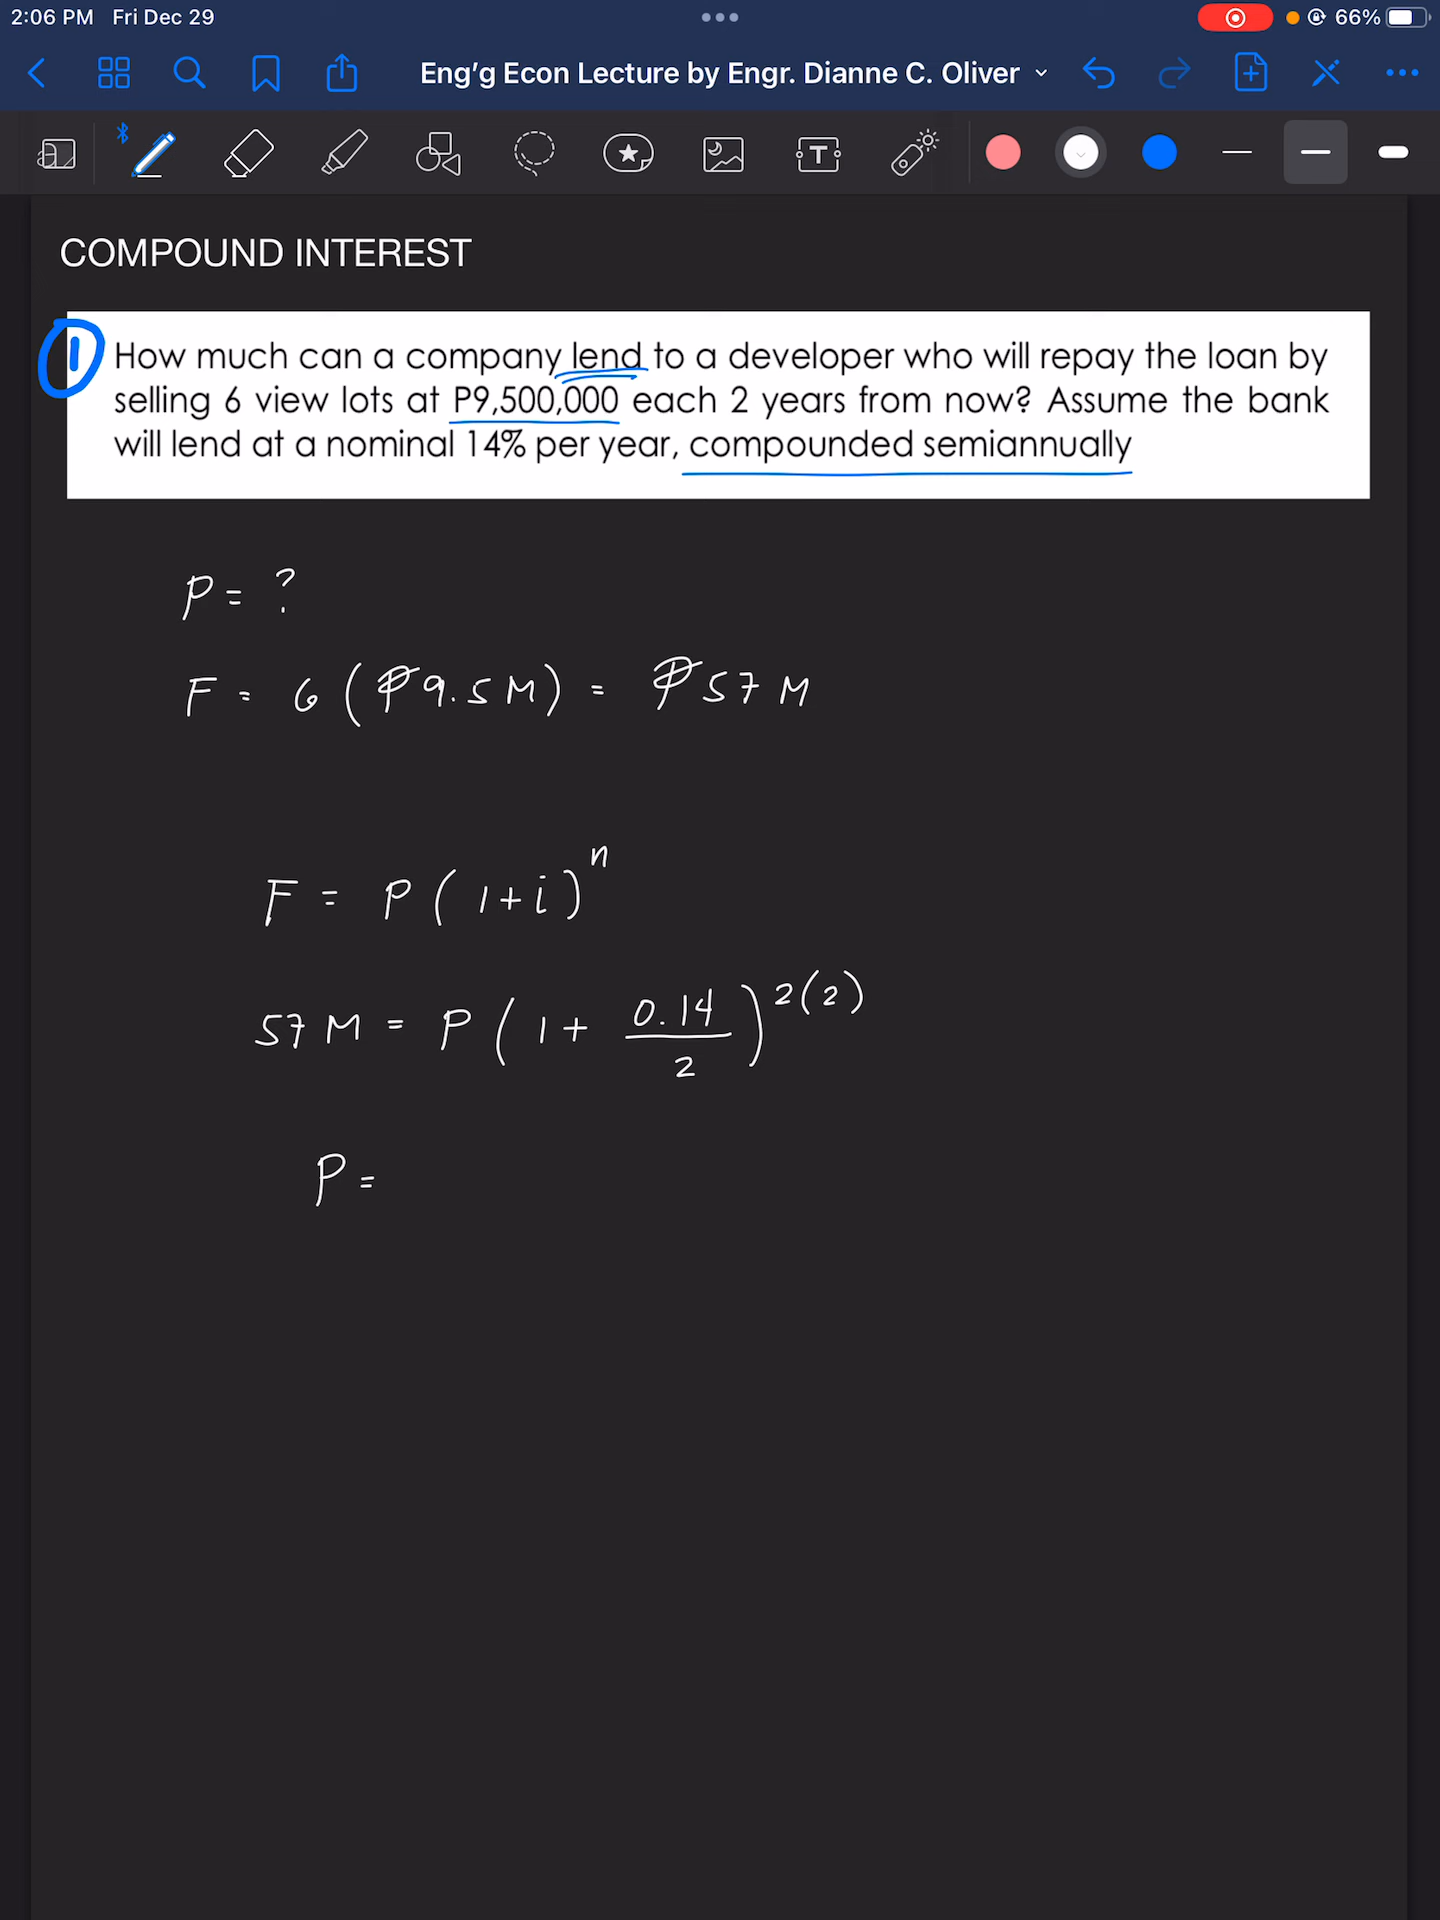 2:06 PM Fri Dec 29
66%
Eng'g Econ Lecture by Engr. Dianne C. Oliver
COMPOUND INTEREST
1
How much can a company lend to a developer who will repay the loan by
selling 6 view lots at P9,500,000 each 2 years from now? Assume the bank
will lend at a nominal 14% per year, compounded semiannually
P = ?
F = 6 (₱9.5M) = ₱57M
F = P(1+i)ⁿ
57M = P(1+ 0.14/2)²⁽²⁾
P =